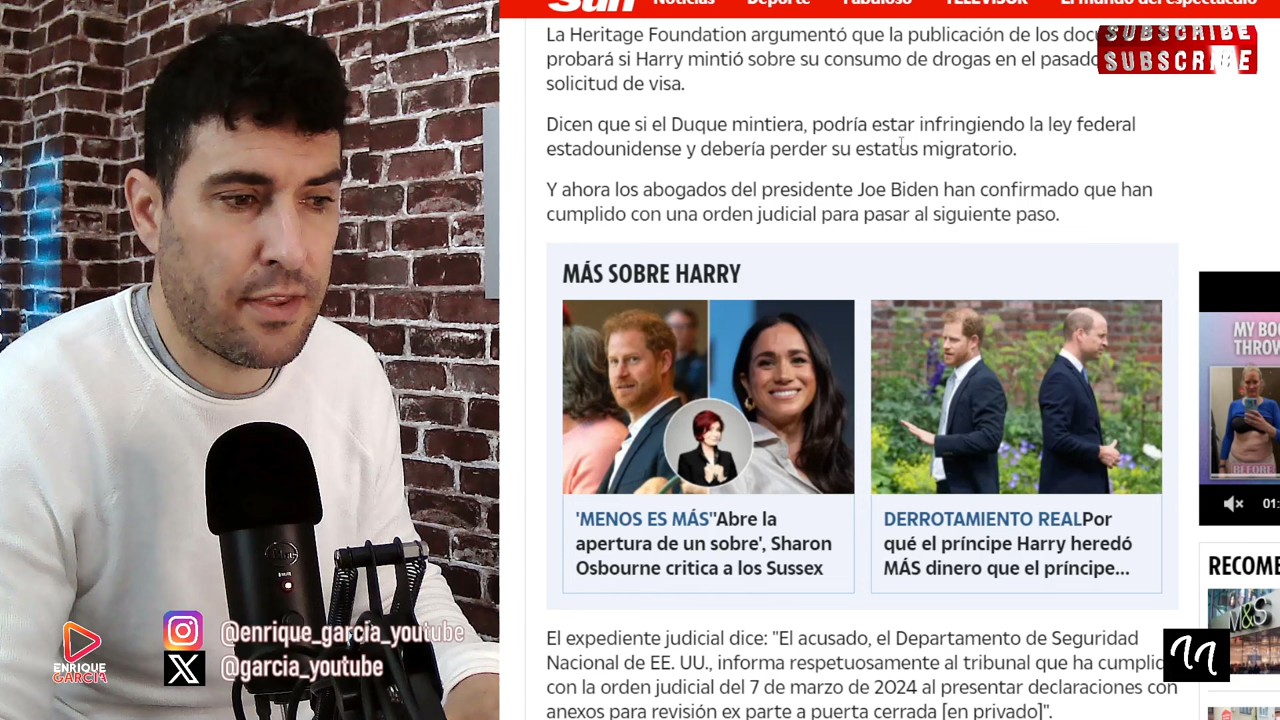 Sun Noticias Deporte Fabuloso TELEVISOR El mundo del espectáculo
La Heritage Foundation argumentó que la publicación de los
probará si Harry mintió sobre su consumo de drogas en el pasado
solicitud de visa.
SUBSCRIBE
SUBSCRIBE
Dicen que si el Duque mintiera, podría estar infringiendo la ley federal
estadounidense y debería perder su estatus migratorio.
Y ahora los abogados del presidente Joe Biden han confirmado que han
cumplido con una orden judicial para pasar al siguiente paso.
MÁS SOBRE HARRY
'MENOS ES MÁS''Abre la
apertura de un sobre', Sharon
Osbourne critica a los Sussex
DERROTAMIENTO REALPor
qué el príncipe Harry heredó
MÁS dinero que el príncipe...
El expediente judicial dice: "El acusado, el Departamento de Seguridad
Nacional de EE. UU., informa respetuosamente al tribunal que ha cumplid
con la orden judicial del 7 de marzo de 2024 al presentar declaraciones con
anexos para revisión ex parte a puerta cerrada [en privado]".
MY BO
THROW
BEFORE
01:
RECOME
M&S
ENRIQUE
GARCIA
@enrique_garcia_youtube
@garcia_youtube